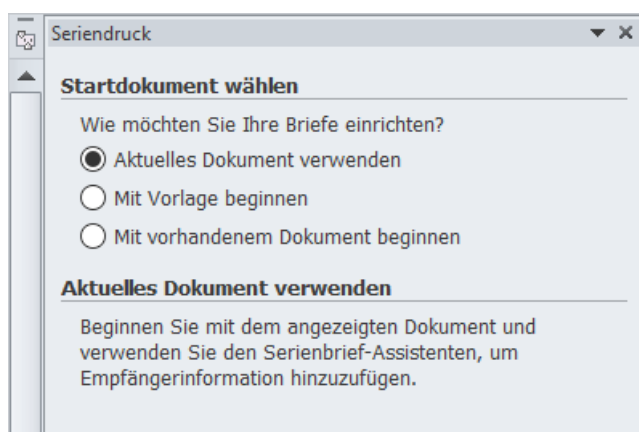 Seriendruck
Startdokument wählen
Wie möchten Sie Ihre Briefe einrichten?
Aktuelles Dokument verwenden
Mit Vorlage beginnen
Mit vorhandenem Dokument beginnen
Aktuelles Dokument verwenden
Beginnen Sie mit dem angezeigten Dokument und
verwenden Sie den Serienbrief-Assistenten, um
Empfängerinformation hinzuzufügen.